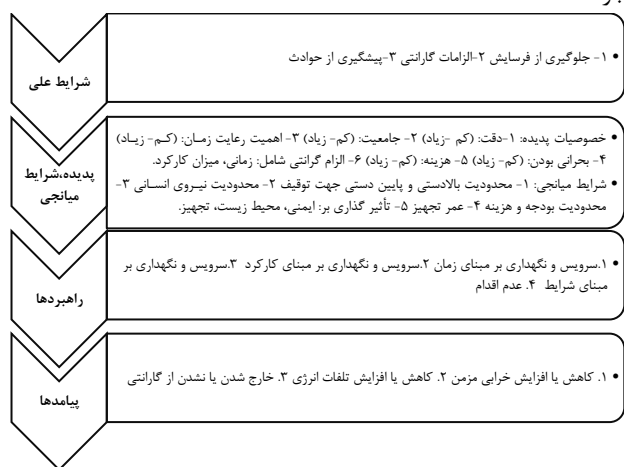 شرایط علی
• ۱- جلوگیری از فرسایش ۲-الزامات گارانتی ۳-پیشگیری از حوادث
پدیده،شرایط
میانجی
• خصوصیات پدیده: ۱-دقت: (کم -زیاد) ۲- جامعیت: (کم- زیاد) ۳- اهمیت رعایت زمـان: (کـم- زیـاد)
۴- بحرانی بودن: (کم- زیاد) ۵- هزینه: (کم- زیاد) ۶- الزام گرانتی شامل: زمانی، میزان کارکرد.
• شرایط میانجی: ۱- محدودیت بالادستی و پایین دستی جهت توقیف ۲- محدودیت نیـروی انسـانی ۳-
محدودیت بودجه و هزینه ۴- عمر تجهیز ۵- تأثیر گذاری بر: ایمنی، محیط زیست، تجهیز.
راهبردها
• ۱.سرویس و نگهداری بر مبنای زمان ۲.سرویس و نگهداری بر مبنای کارکرد ۳.سرویس و نگهداری بر
مبنای شرایط ۴. عدم اقدام
پیامدها
• ۱. کاهش یا افزایش خرابی مزمن ۲. کاهش یا افزایش تلفات انرژی ۳. خارج شدن یا نشدن از گارانتی